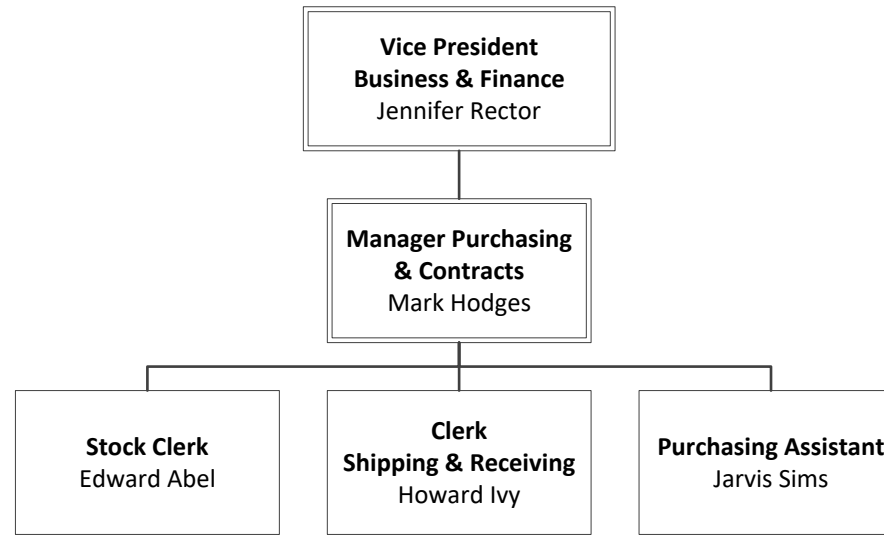 Vice President
Business & Finance
Jennifer Rector
Manager Purchasing
& Contracts
Mark Hodges
Stock Clerk
Edward Abel
Clerk
Shipping & Receiving
Howard Ivy
Purchasing Assistant
Jarvis Sims